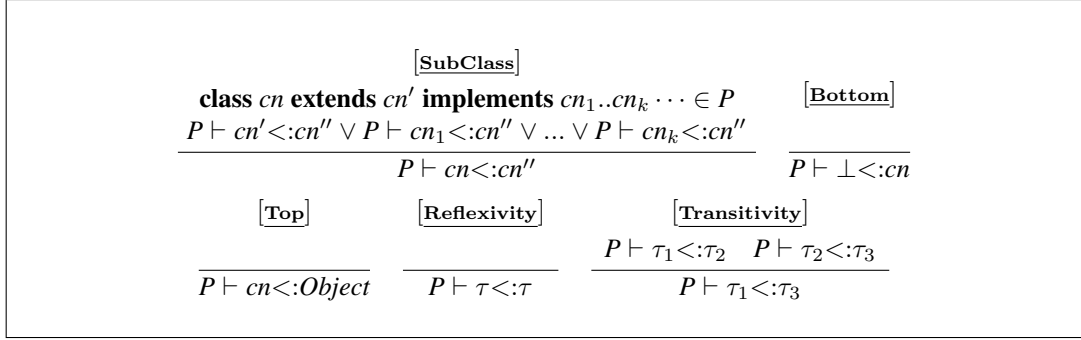 [SubClass]
class cn extends cn′ implements cn₁..cnₖ ··· ∈ P
[Bottom]
P ⊢ cn′<:cn″ ∨ P ⊢ cn₁<:cn″ ∨ ... ∨ P ⊢ cnₖ<:cn″
P ⊢ cn<:cn″
P ⊢ ⊥<:cn
[Top] [Reflexivity] [Transitivity]
P ⊢ τ₁<:τ₂ P ⊢ τ₂<:τ₃
P ⊢ cn<:Object P ⊢ τ<:τ P ⊢ τ₁<:τ₃